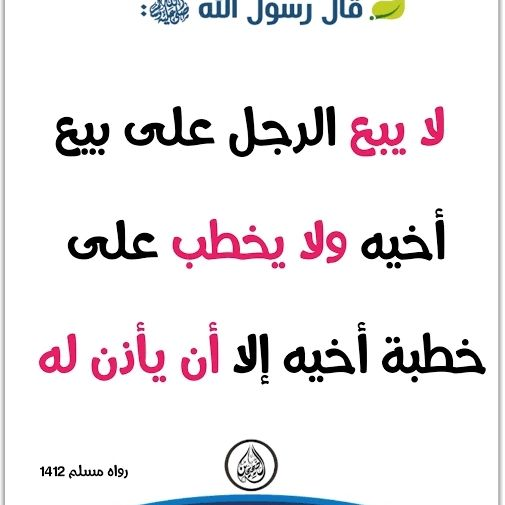 قال رسول الله ﷺ:
لا يبع الرجل على بيع
أخيه ولا يخطب على
خطبة أخيه إلا أن يأذن له
رواه مسلم 1412